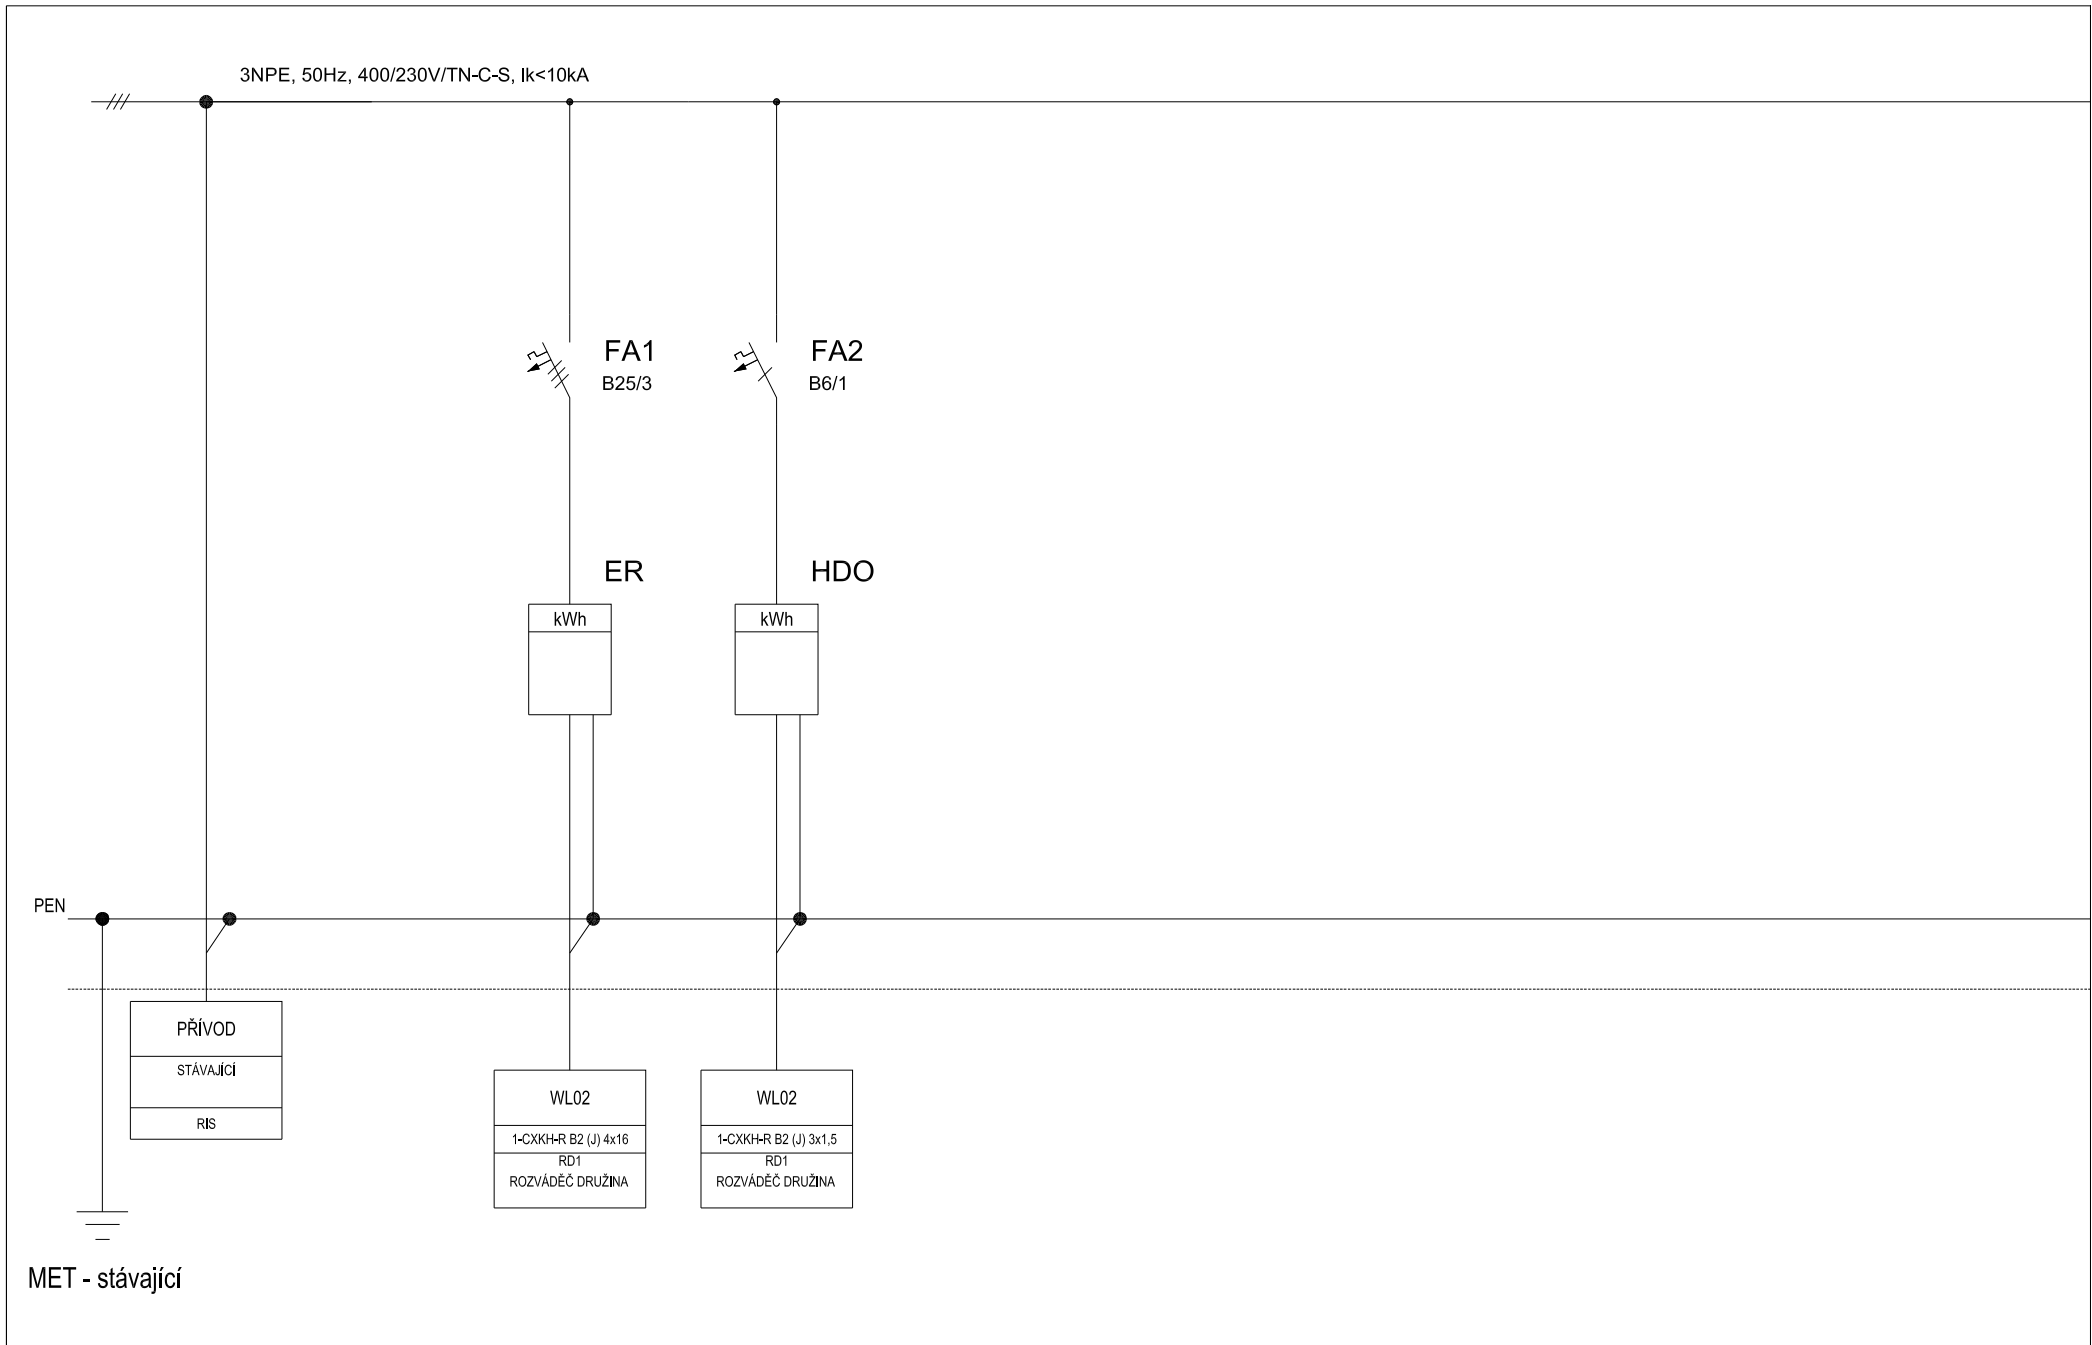 3NPE, 50Hz, 400/230V/TN-C-S, Ik<10kA
FA1
B25/3
FA2
B6/1
ER
kWh
HDO
kWh
PEN
PŘÍVOD
STÁVAJÍCÍ
RIS
WL02
1-CXKH-R B2 (J) 4x16
RD1
ROZVÁDĚČ DRUŽINA
WL02
1-CXKH-R B2 (J) 3x1,5
RD1
ROZVÁDĚČ DRUŽINA
MET - stávající